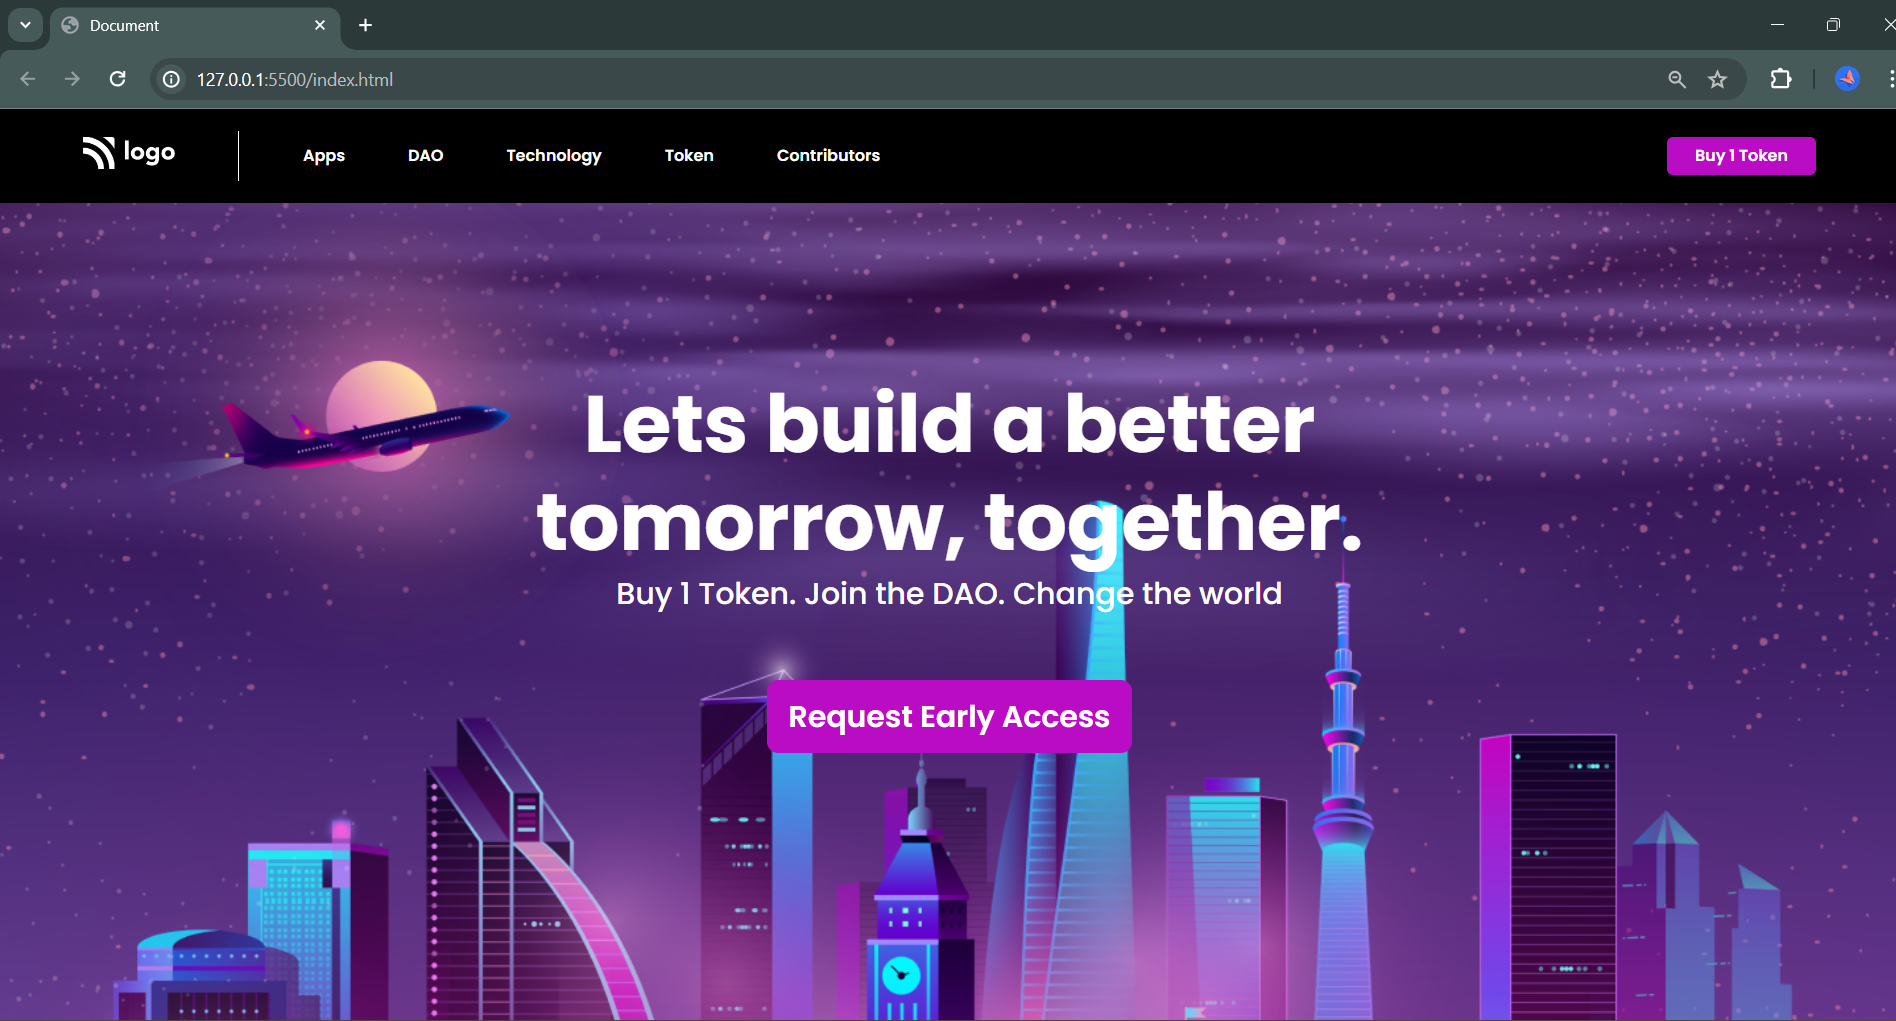 Document
127.0.0.1:5500/index.html
logo
Apps
DAO
Technology
Token
Contributors
Buy 1 Token
Lets build a better
tomorrow, together.
Buy 1 Token. Join the DAO. Change the world
Request Early Access